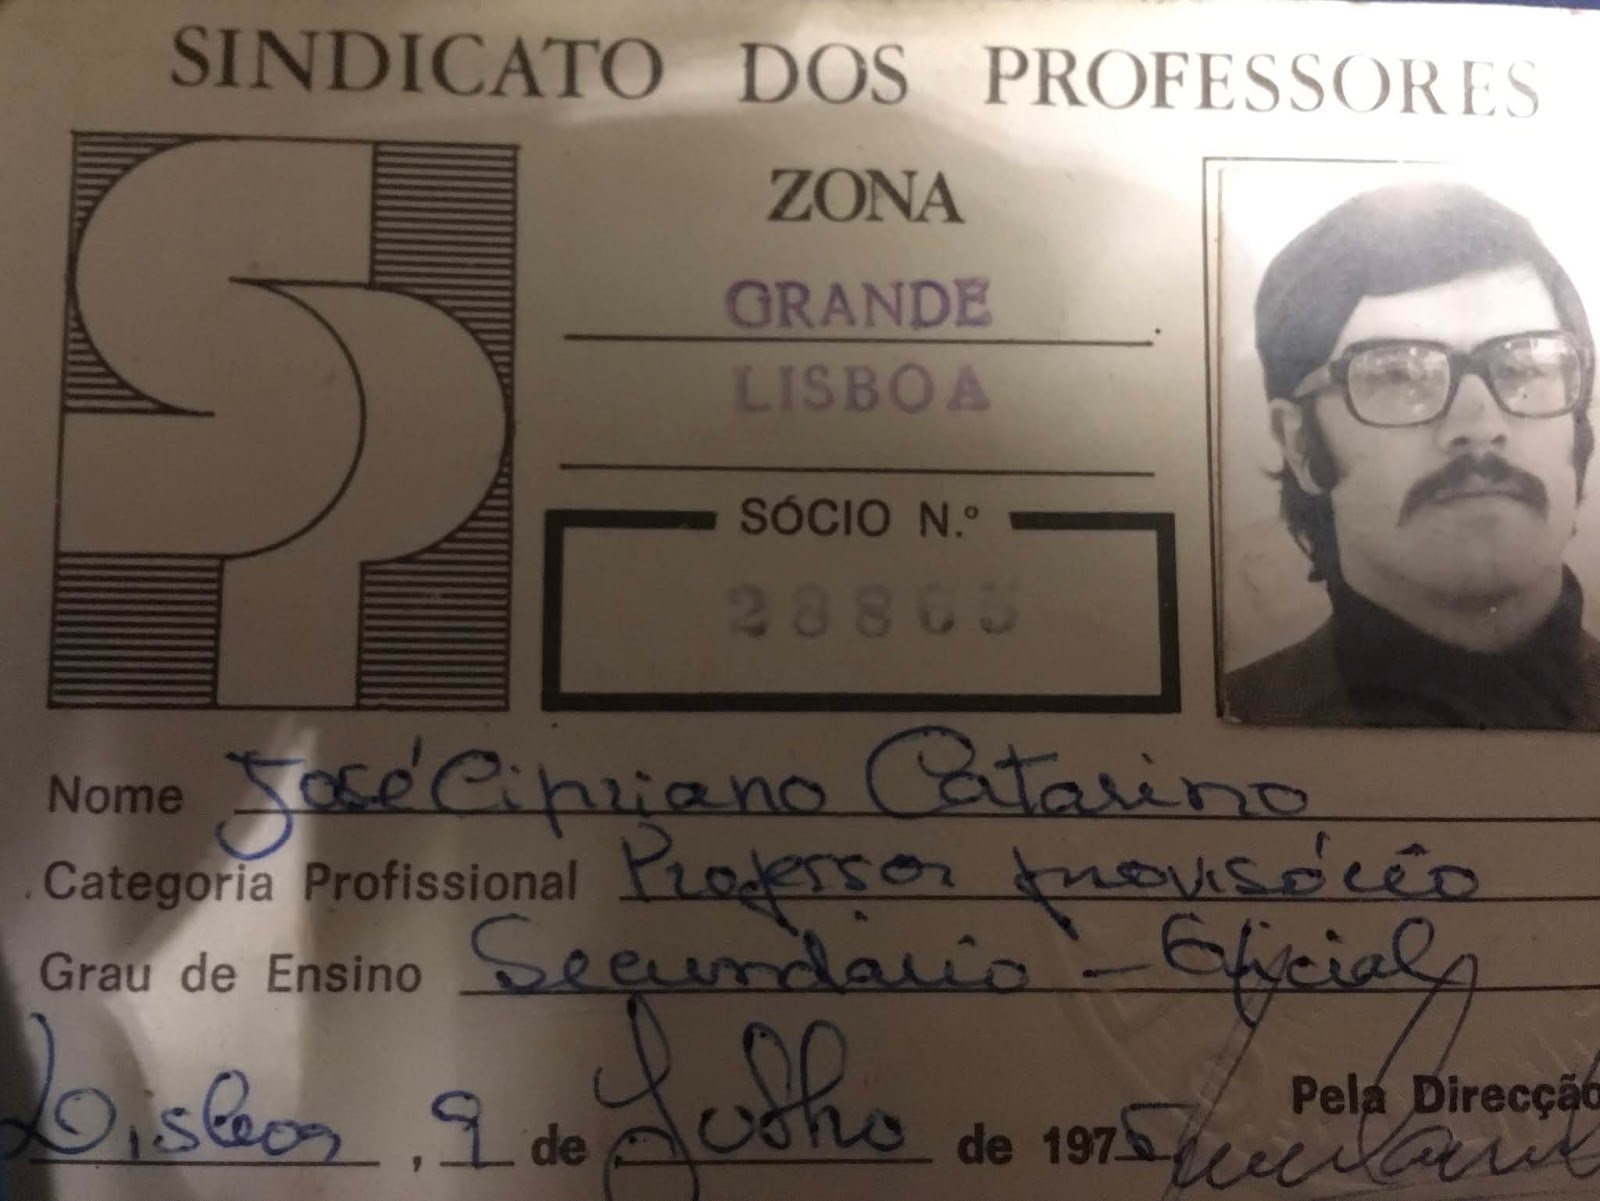 SINDICATO DOS PROFESSORES
ZONA
GRANDE
LISBOA
SÓCIO N.º
28865
Nome José Cipriano Catarino
Categoria Profissional Professor provisório
Grau de Ensino Secundário - Oficial
Pela Direcção
Lisboa, 9 de Julho de 1975